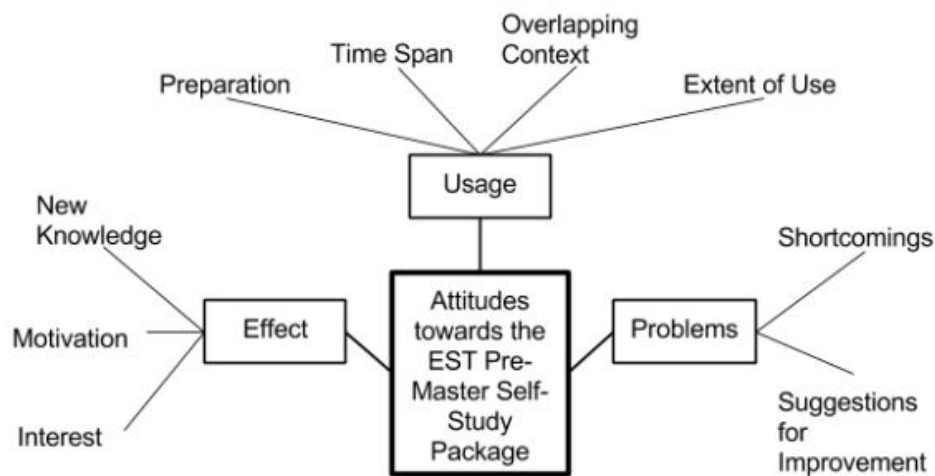 Overlapping
Context
Time Span
Preparation
Extent of Use
Usage
New
Knowledge
Shortcomings
Attitudes
towards the
EST Pre-
Master Self-
Study
Package
Effect
Problems
Motivation
Interest
Suggestions
for
Improvement